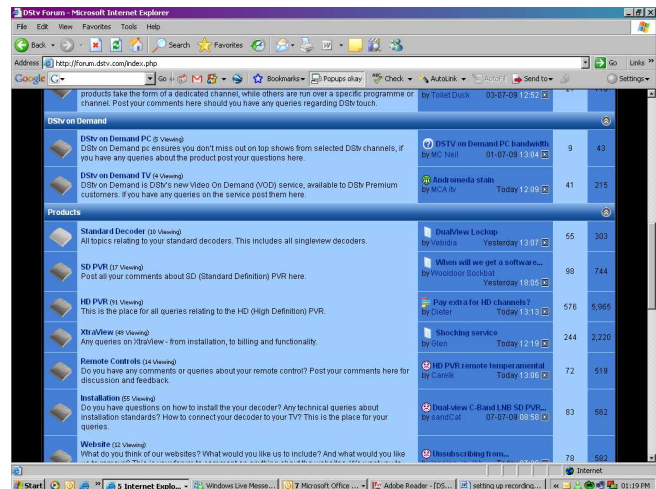 DStv Forum - Microsoft Internet Explorer
File Edit View Favorites Tools Help
Back Search Favorites
Address http://forum.dstv.com/index.php Go Links
Google G Go Bookmarks Popups okay Check AutoLink AutoFill Send to Settings
products take the form of a dedicated channel, while others are run over a specific programme or
channel. Post your comments here should you have any queries regarding DStv touch.
by Toilet Duck 03-07-09 12:52
DStv on Demand
DStv on Demand PC (5 Viewing)
DStv on Demand pc ensures you don't miss out on top shows from selected DStv channels, if
you have any queries about the product post your questions here.
DSTV on Demand PC bandwidth
by MC Neil 01-07-09 13:04
9 43
DStv on Demand TV (4 Viewing)
DStv on Demand is DStv's new Video On Demand (VOD) service, available to DStv Premium
customers. If you have any queries on the service post them here.
Andromeda stain
by MCA itv Today 12:09
41 215
Products
Standard Decoder (10 Viewing)
All topics relating to your standard decoders. This includes all singleview decoders.
DualView Lockup
by Vebidia Yesterday 13:07
55 303
SD PVR (17 Viewing)
Post all your comments about SD (Standard Definition) PVR here.
When will we get a software...
by Wooldoor Sockbat
Yesterday 18:05
98 744
HD PVR (91 Viewing)
This is the place for all queries relating to the HD (High Definition) PVR.
Pay extra for HD channels?
by Dieter Today 13:13
576 5,965
XtraView (49 Viewing)
Any queries on XtraView - from installation, to billing and functionality.
Shocking service
by Glen Today 12:19
244 2,220
Remote Controls (14 Viewing)
Do you have any comments or queries about your remote control? Post your comments here for
discussion and feedback.
HD PVR remote temperamental
by CarelK Today 13:06
72 519
Installation (55 Viewing)
Do you have questions on how to install the your decoder? Any technical queries about
installation standards? How to connect your decoder to your TV? This is the place for your
queries.
Dual-view C-Band LNB SD PVR...
by sandCat 07-07-09 08:58
83 562
Website (12 Viewing)
What do you think of our websites? What would you like us to include? And what would you like
Unsubscribing from...
78 582
Internet
Start 5 Internet Explo... Windows Live Messe... 7 Microsoft Office ... Adobe Reader - [DS... setting up recording... 01:19 PM